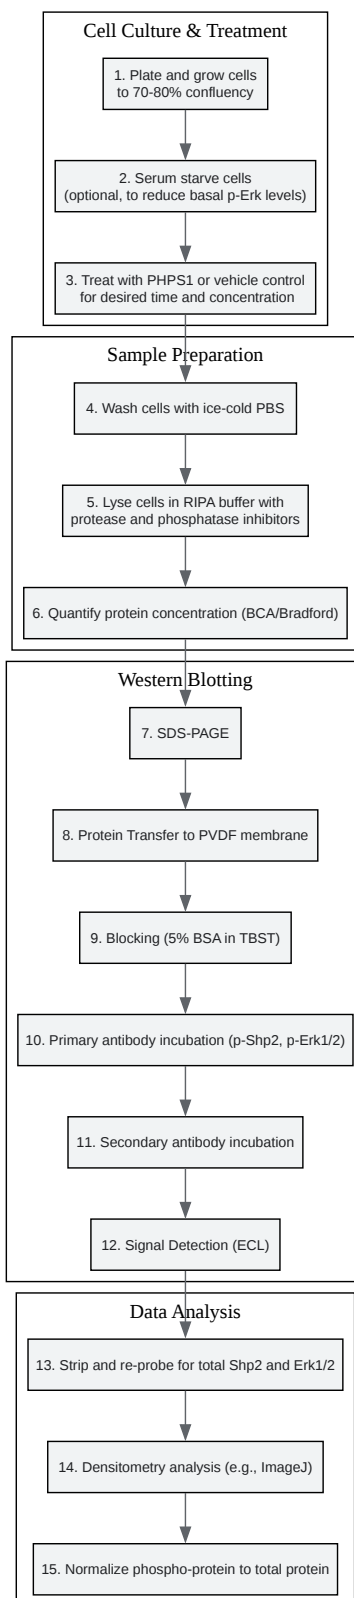 Cell Culture & Treatment
1. Plate and grow cells
to 70-80% confluency
2. Serum starve cells
(optional, to reduce basal p-Erk levels)
3. Treat with PHPS1 or vehicle control
for desired time and concentration
Sample Preparation
4. Wash cells with ice-cold PBS
5. Lyse cells in RIPA buffer with
protease and phosphatase inhibitors
6. Quantify protein concentration (BCA/Bradford)
Western Blotting
7. SDS-PAGE
8. Protein Transfer to PVDF membrane
9. Blocking (5% BSA in TBST)
10. Primary antibody incubation (p-Shp2, p-Erk1/2)
11. Secondary antibody incubation
12. Signal Detection (ECL)
Data Analysis
13. Strip and re-probe for total Shp2 and Erk1/2
14. Densitometry analysis (e.g., ImageJ)
15. Normalize phospho-protein to total protein